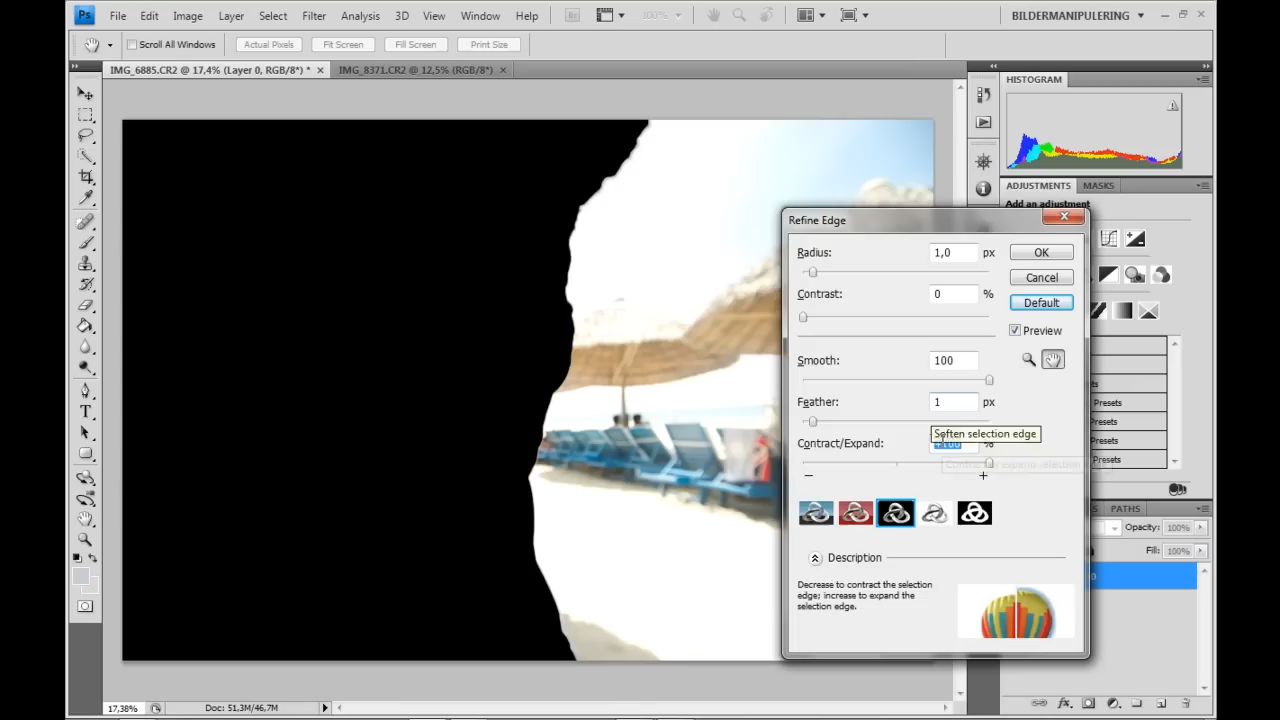 Ps File Edit Image Layer Select Filter Analysis 3D View Window Help Br 100% BILDERMANIPULERING
Scroll All Windows Actual Pixels Fit Screen Fill Screen Print Size
IMG_6885.CR2 @ 17,4% (Layer 0, RGB/8*) * × IMG_8371.CR2 @ 12,5% (RGB/8*) ×
HISTOGRAM
ADJUSTMENTS MASKS
Add an adjustment
Refine Edge
Radius: 1,0 px OK
Cancel
Contrast: 0 %
Default
Preview
Smooth: 100
Feather: 1 px
Soften selection edge
Contract/Expand: +100 %
Presets
Presets
Presets
Presets
PATHS
Opacity: 100%
Fill: 100%
Description
Decrease to contract the selection
edge; increase to expand the
selection edge.
17,38% Doc: 51,3M/46,7M